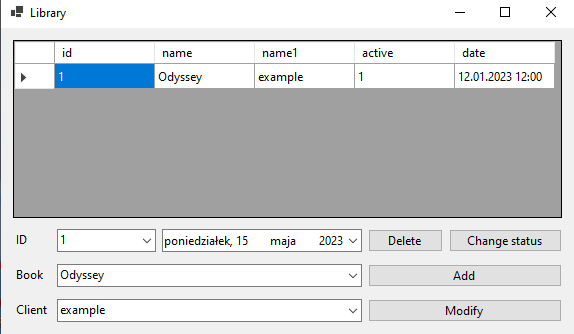 Library
id name name1 active date
1 Odyssey example 1 12.01.2023 12:00
ID 1 poniedziałek, 15 maja 2023 Delete Change status
Book Odyssey Add
Client example Modify